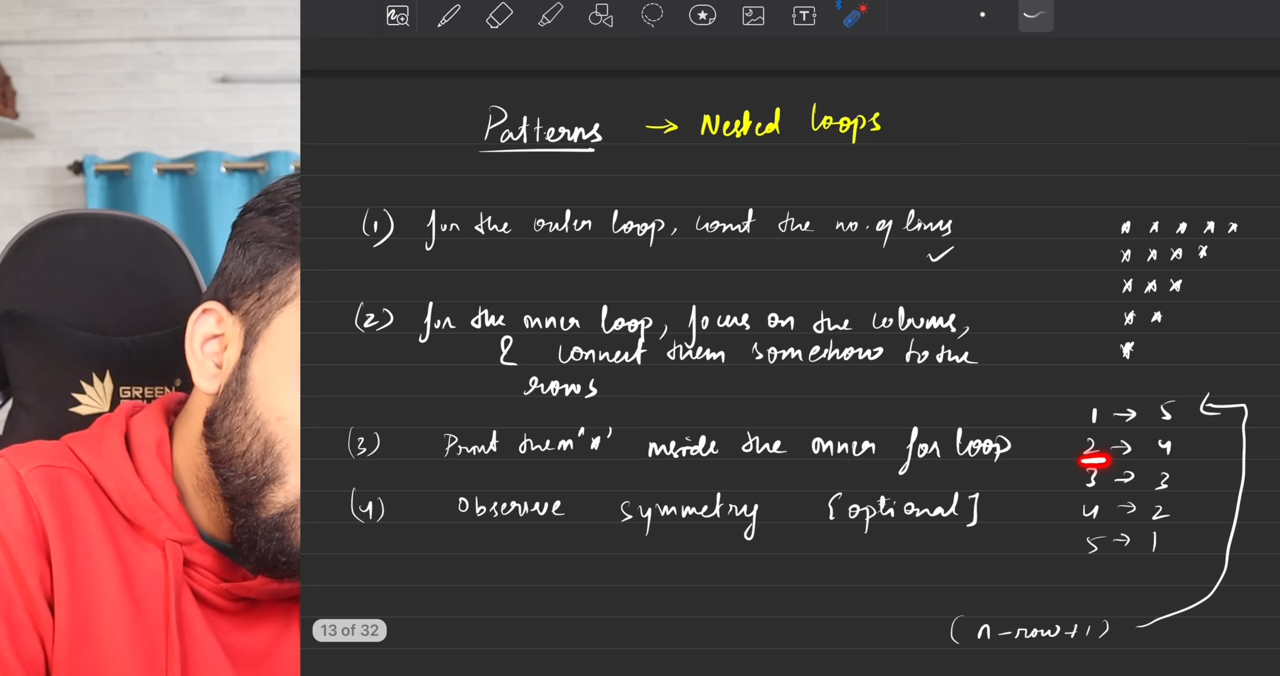 Patterns → Nested loops
(1) for the outer loop, count the no. of lines ✓
(2) for the inner loop, focus on the colums,
& connect them somehow to the
rows
(3) Print them '*' inside the inner for loop
(4) Observe symmetry [optional]
* * * * *
* * * *
* * *
* *
*
1 → 5
2 → 4
3 → 3
4 → 2
5 → 1
(n-row+1)
13 of 32
GREEN